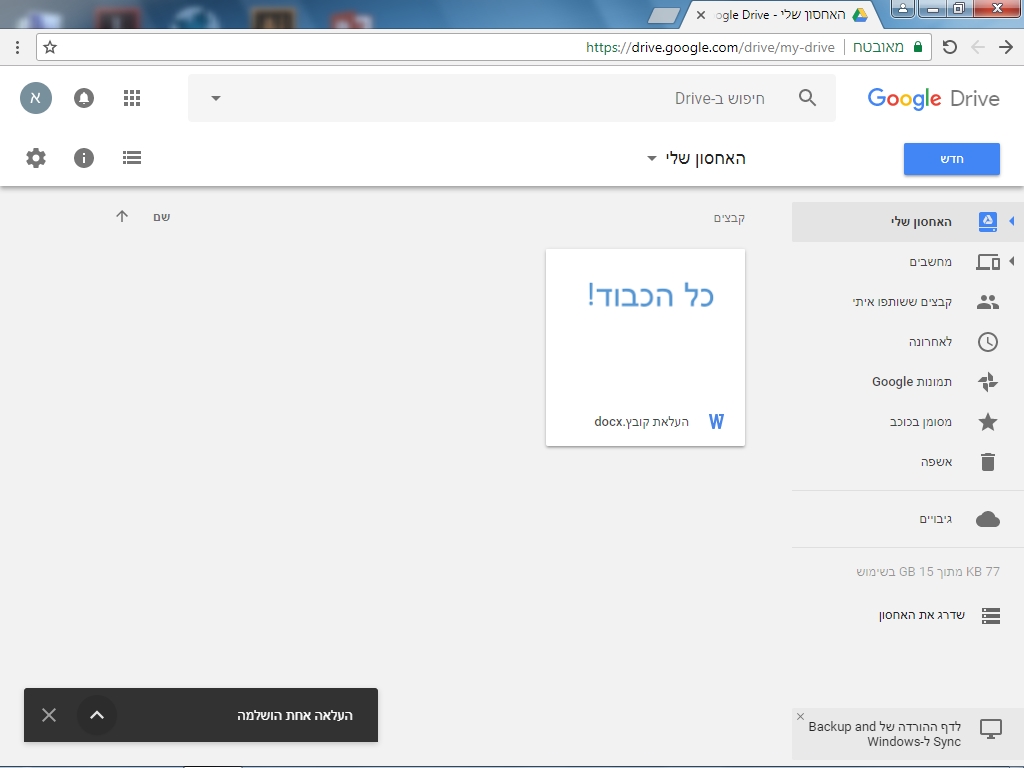 האחסון שלי - ogle Drive
https://drive.google.com/drive/my-drive מאובטח
Google Drive
חיפוש ב-Drive
א
חדש
האחסון שלי
האחסון שלי
מחשבים
קבצים ששותפו איתי
לאחרונה
תמונות Google
מסומן בכוכב
אשפה
גיבויים
77 KB מתוך 15 GB בשימוש
שדרג את האחסון
לדף ההורדה של Backup and
Sync ל-Windows
קבצים
שם
כל הכבוד!
העלאת קובץ.docx
העלאה אחת הושלמה